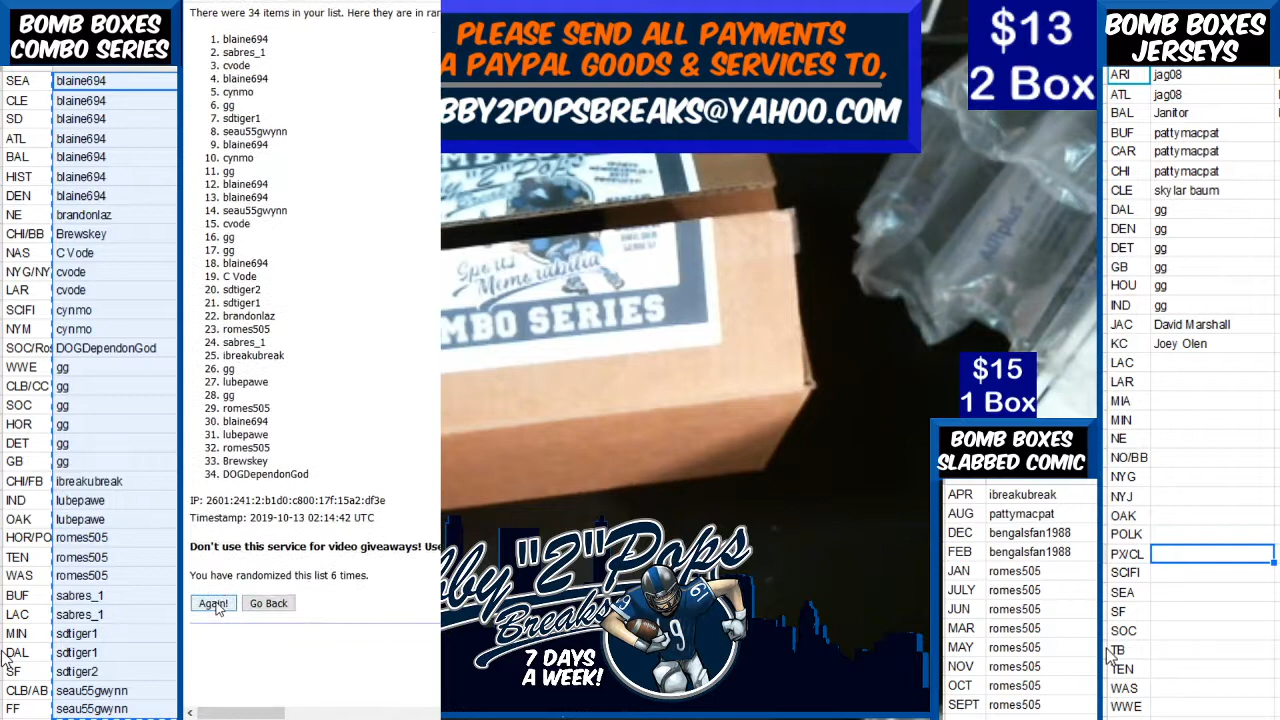 BOMB BOXES
COMBO SERIES
SEA blaine694
CLE blaine694
SD blaine694
ATL blaine694
BAL blaine694
HIST blaine694
DEN blaine694
NE brandonlaz
CHI/BB Brewskey
NAS C Vode
NYG/NY cvode
LAR cvode
SCIFI cynmo
NYM cynmo
SOC/Ros DOGDependonGod
WWE gg
CLB/CC gg
SOC gg
HOR gg
DET gg
GB gg
CHI/FB ibreakubreak
IND lubepawe
OAK lubepawe
HOR/PO romes505
TEN romes505
WAS romes505
BUF sabres_1
LAC sabres_1
MIN sdtiger1
DAL sdtiger1
SF sdtiger2
CLB/AB seau55gwynn
FF seau55gwynn
There were 34 items in your list. Here they are in ran
1. blaine694
2. sabres_1
3. cvode
4. blaine694
5. cynmo
6. gg
7. sdtiger1
8. seau55gwynn
9. blaine694
10. cynmo
11. gg
12. blaine694
13. blaine694
14. seau55gwynn
15. cvode
16. gg
17. gg
18. blaine694
19. C Vode
20. sdtiger2
21. sdtiger1
22. brandonlaz
23. romes505
24. sabres_1
25. ibreakubreak
26. gg
27. lubepawe
28. gg
29. romes505
30. blaine694
31. lubepawe
32. romes505
33. Brewskey
34. DOGDependonGod
IP: 2601:241:2:b1d0:c800:17f:15a2:df3e
Timestamp: 2019-10-13 02:14:42 UTC
Don't use this service for video giveaways! Use
You have randomized this list 6 times.
Again! Go Back
PLEASE SEND ALL PAYMENTS
A PAYPAL GOODS & SERVICES TO,
BBY2POPSBREAKS@YAHOO.COM
$13
2 Box
Sports
Memorabilia
MBO SERIES
$15
1 Box
bby "2" Pops
Breaks
9
7 DAYS
A WEEK!
BOMB BOXES
SLABBED COMIC
APR ibreakubreak
AUG pattymacpat
DEC bengalsfan1988
FEB bengalsfan1988
JAN romes505
JULY romes505
JUN romes505
MAR romes505
MAY romes505
NOV romes505
OCT romes505
SEPT romes505
BOMB BOXES
JERSEYS
ARI jag08
ATL jag08
BAL Janitor
BUF pattymacpat
CAR pattymacpat
CHI pattymacpat
CLE skylar baum
DAL gg
DEN gg
DET gg
GB gg
HOU gg
IND gg
JAC David Marshall
KC Joey Olen
LAC
LAR
MIA
MIN
NE
NO/BB
NYG
NYJ
OAK
POLK
PX/CL
SCIFI
SEA
SF
SOC
TB
TEN
WAS
WWE